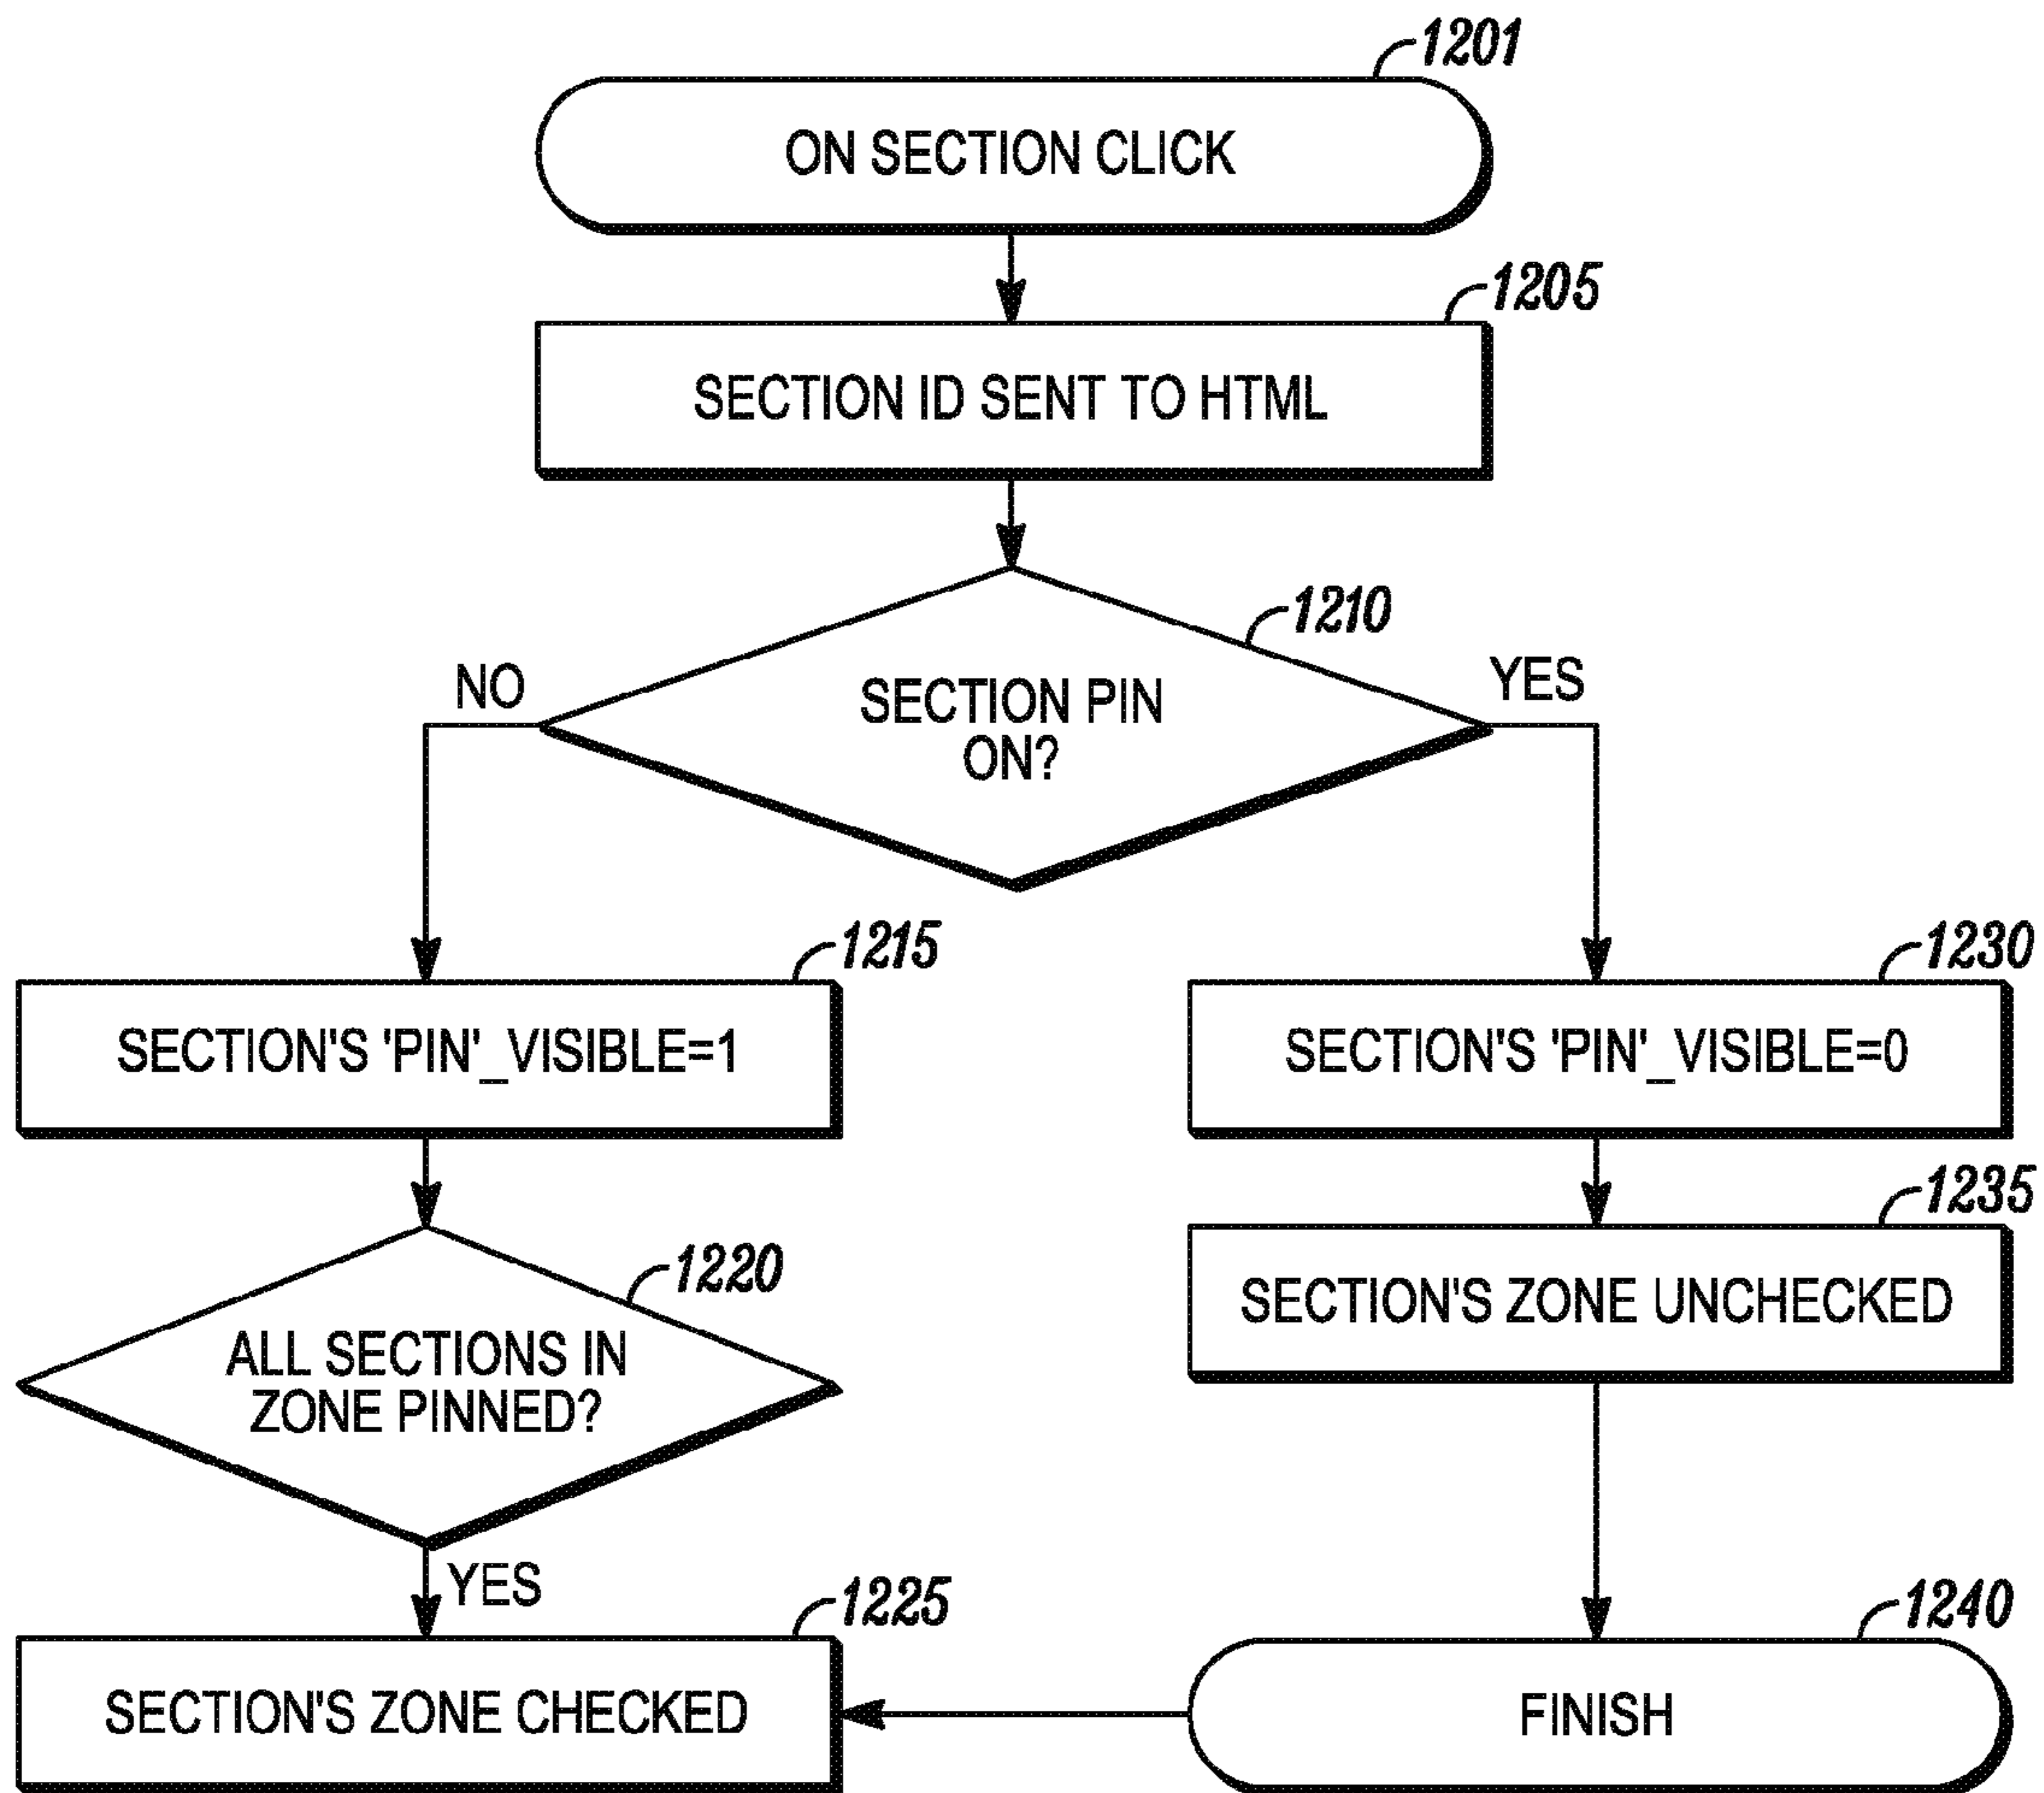 1201
ON SECTION CLICK
1205
SECTION ID SENT TO HTML
1210
NO
YES
SECTION PIN
ON?
1215
1230
SECTION'S 'PIN'_VISIBLE=1
SECTION'S 'PIN'_VISIBLE=0
1220
1235
ALL SECTIONS IN
ZONE PINNED?
SECTION'S ZONE UNCHECKED
YES
1225
1240
SECTION'S ZONE CHECKED
FINISH